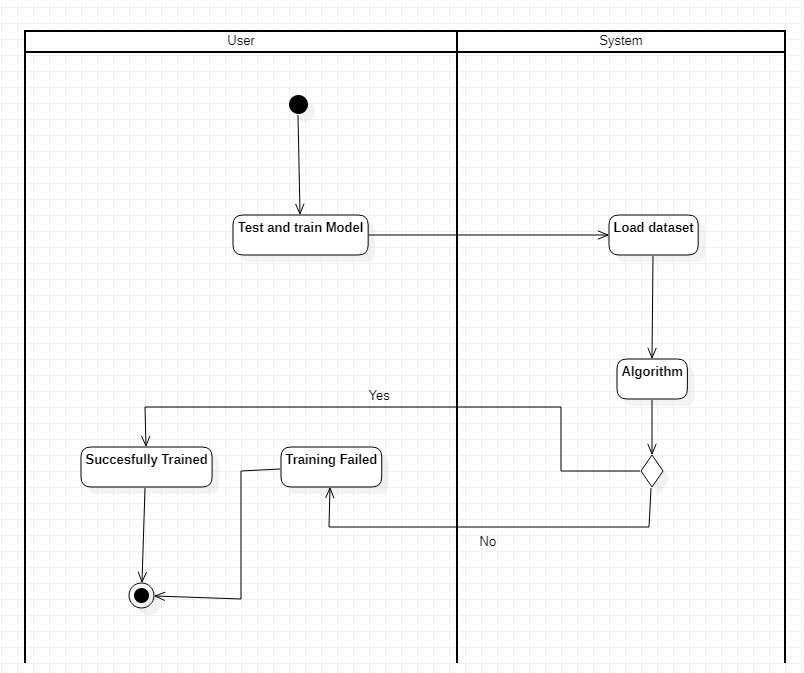 User
System
Test and train Model
Load dataset
Algorithm
Yes
Succesfully Trained
Training Failed
No